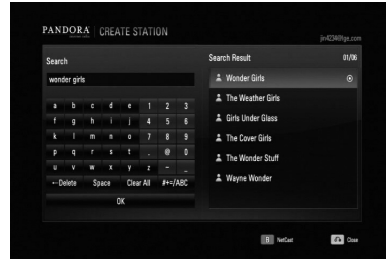 PANDORA CREATE STATION
jin4234@lge.com
Search
wonder girls
a b c d e 1 2 3
f g h i j 4 5 6
k l m n o 7 8 9
p q r s t . @ 0
u v w x y z - _
←Delete Space Clear All #+=/ABC
OK
Search Result 01/06
Wonder Girls
The Weather Girls
Girls Under Glass
The Cover Girls
The Wonder Stuff
Wayne Wonder
B NetCast
Close